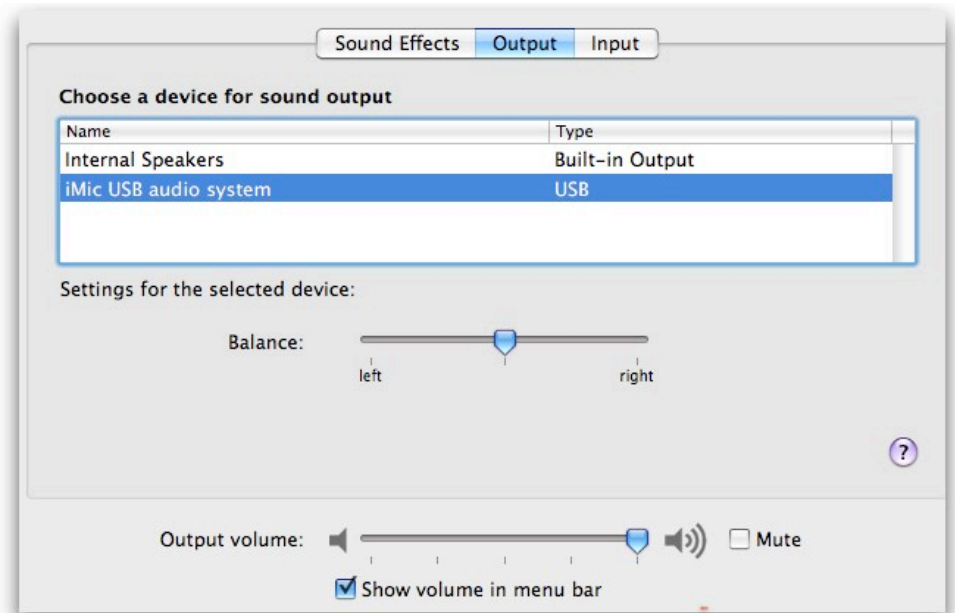 Sound Effects Output Input
Choose a device for sound output
Name Type
Internal Speakers Built-in Output
iMic USB audio system USB
Settings for the selected device:
Balance:
left right
?
Output volume: Mute
Show volume in menu bar